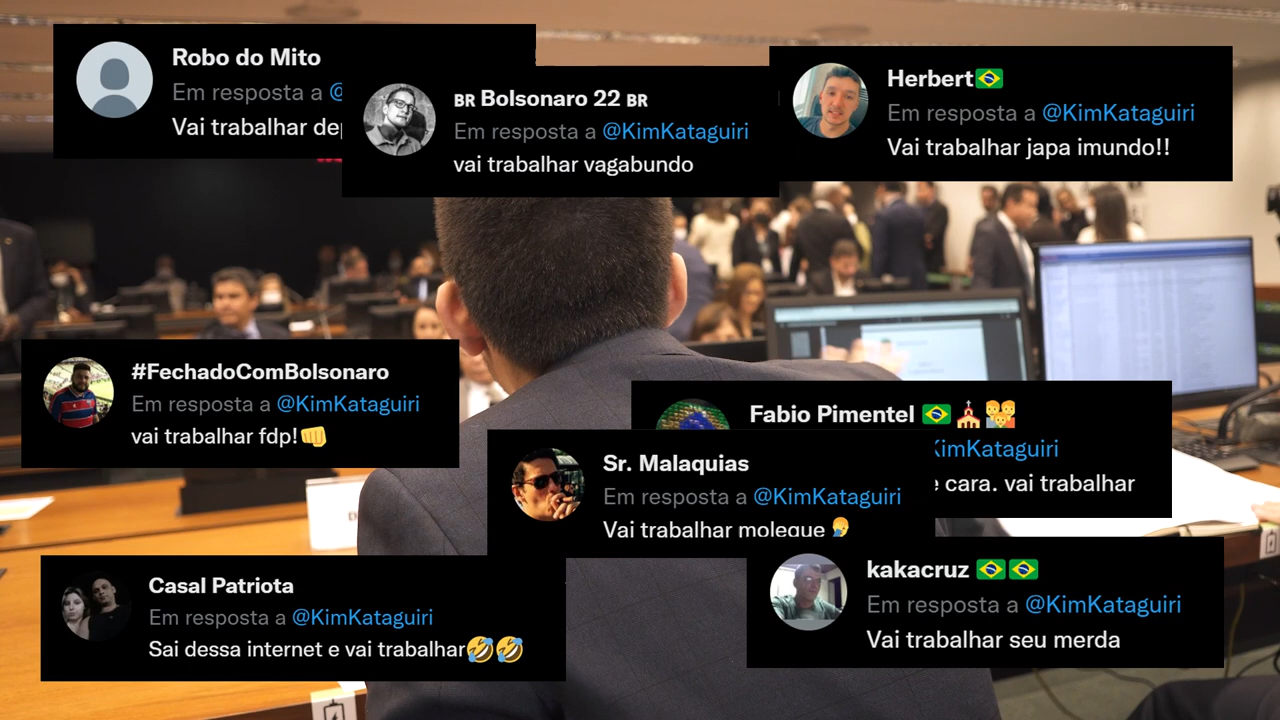 Robo do Mito
Em resposta a @
Vai trabalhar dep
BR Bolsonaro 22 BR
Em resposta a @KimKataguiri
vai trabalhar vagabundo
Herbert🇧🇷
Em resposta a @KimKataguiri
Vai trabalhar japa imundo!!
#FechadoComBolsonaro
Em resposta a @KimKataguiri
vai trabalhar fdp!👊
Fabio Pimentel 🇧🇷⛪👨‍👩‍👦
KimKataguiri
cara. vai trabalhar
Sr. Malaquias
Em resposta a @KimKataguiri
Vai trabalhar moleque 🤦‍♂️
Casal Patriota
Em resposta a @KimKataguiri
Sai dessa internet e vai trabalhar🤣🤣
kakacruz 🇧🇷🇧🇷
Em resposta a @KimKataguiri
Vai trabalhar seu merda